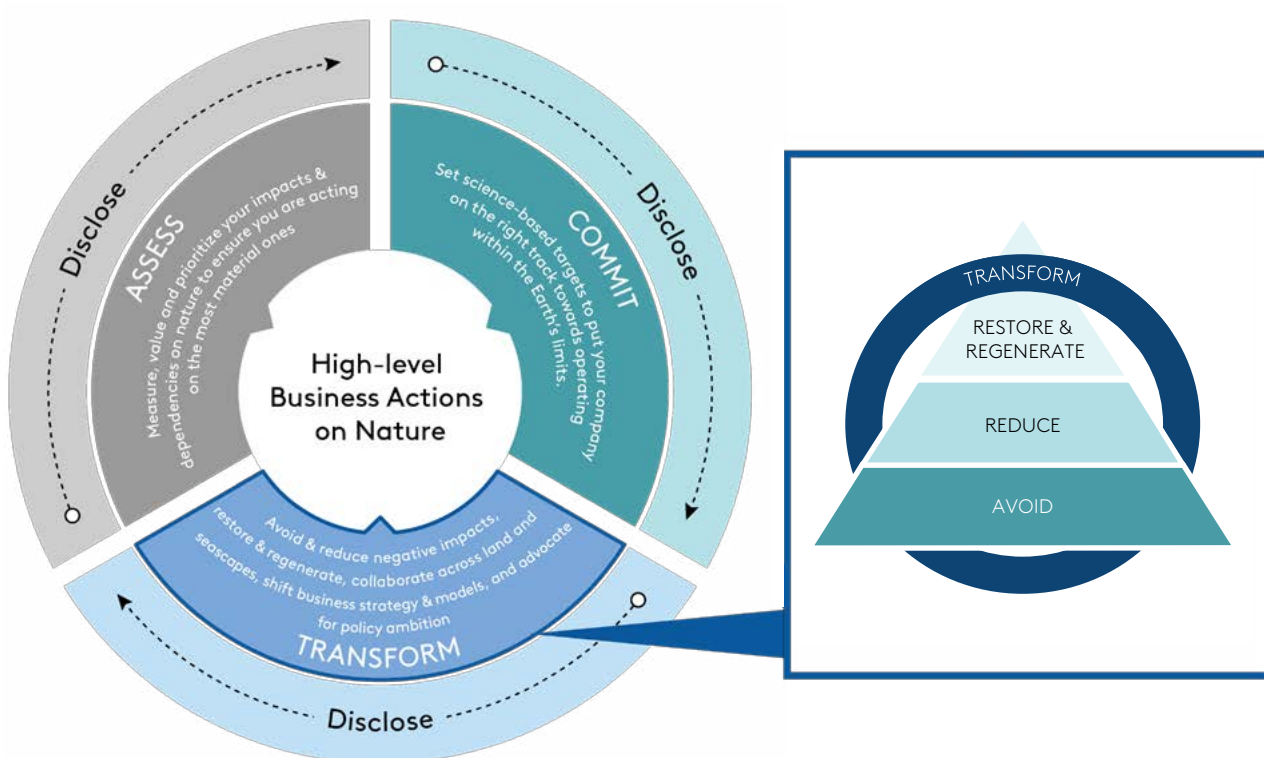 Disclose
ASSESS
Measure, value and prioritize your impacts &
dependencies on nature to ensure you are acting
on the most material ones
Disclose
COMMIT
Set science-based targets to put your company
on the right track towards operating
within the Earth's limits.
High-level
Business Actions
on Nature
Avoid & reduce negative impacts,
restore & regenerate, collaborate across land and
seascapes, shift business strategy & models, and advocate
for policy ambition
TRANSFORM
Disclose
TRANSFORM
RESTORE &
REGENERATE
REDUCE
AVOID